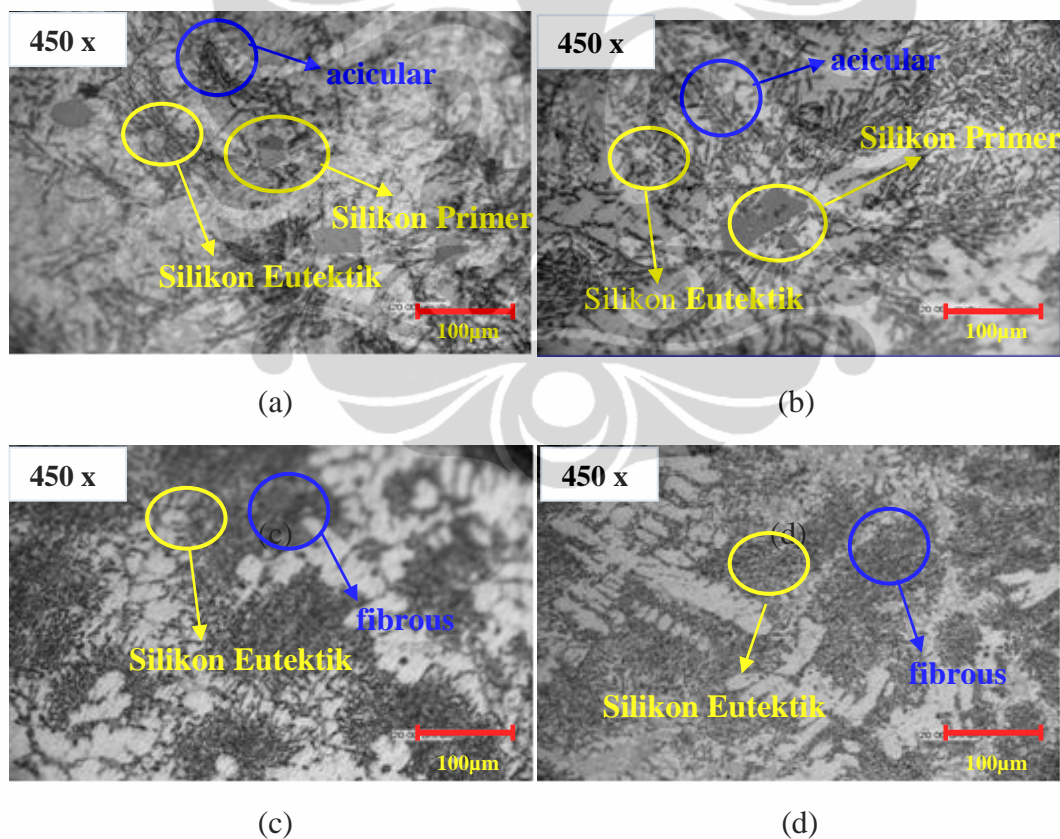 450 x
acicular
Silikon Primer
Silikon Eutektik
100µm
450 x
acicular
Silikon Primer
Silikon Eutektik
100µm
(a)
(b)
450 x
(c)
fibrous
Silikon Eutektik
100µm
450 x
(d)
fibrous
Silikon Eutektik
100µm
(c)
(d)